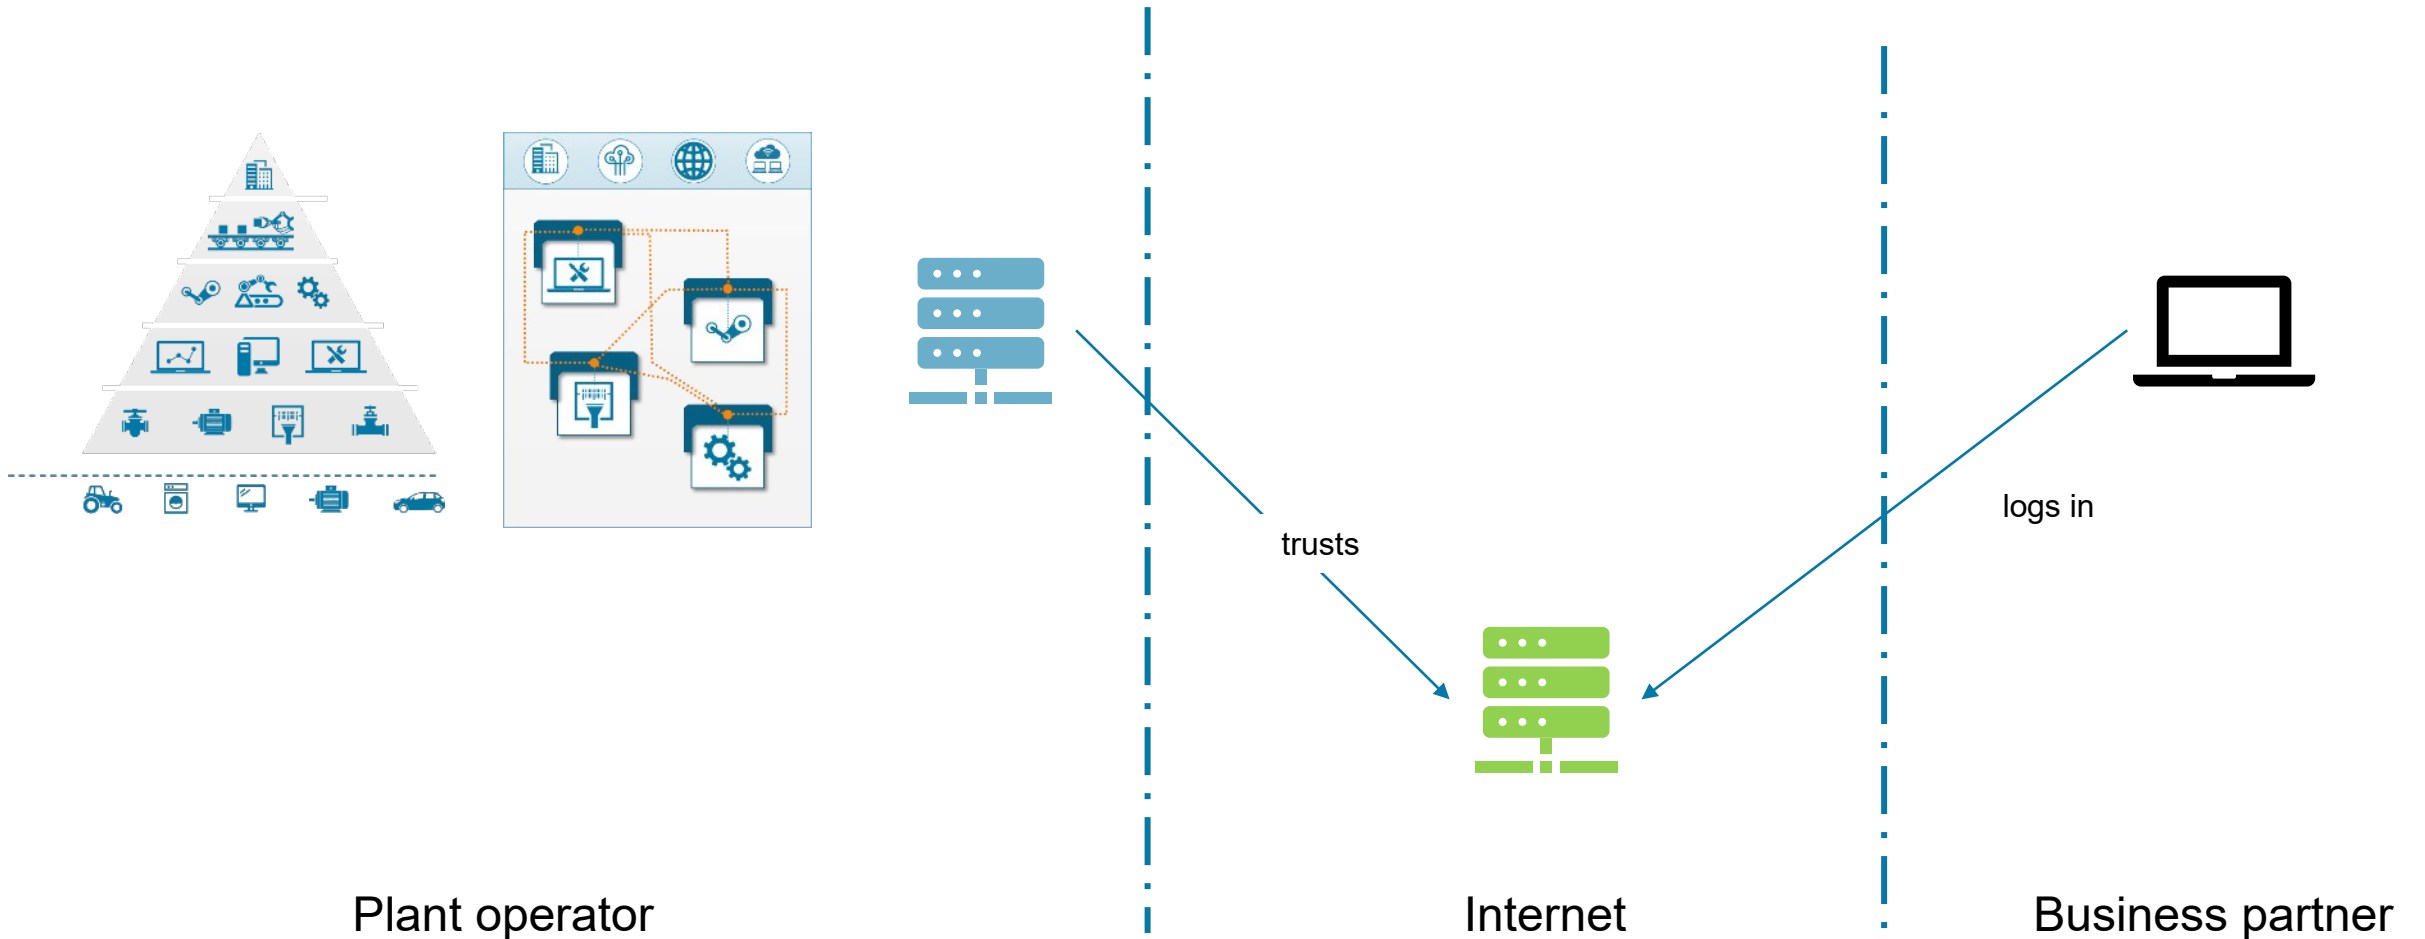 trusts
logs in
Plant operator
Internet
Business partner